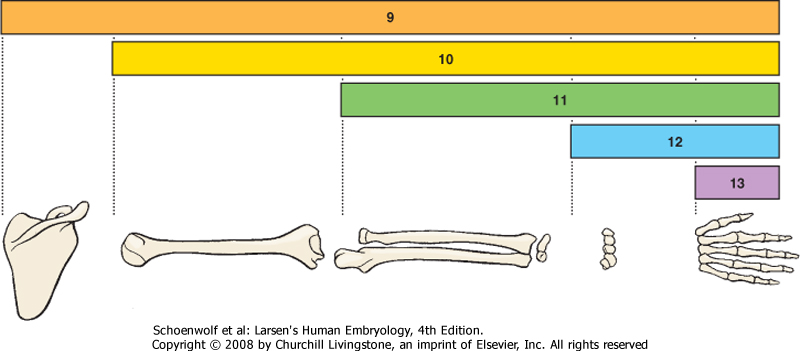 9
10
11
12
13
Schoenwolf et al: Larsen's Human Embryology, 4th Edition.
Copyright © 2008 by Churchill Livingstone, an imprint of Elsevier, Inc. All rights reserved